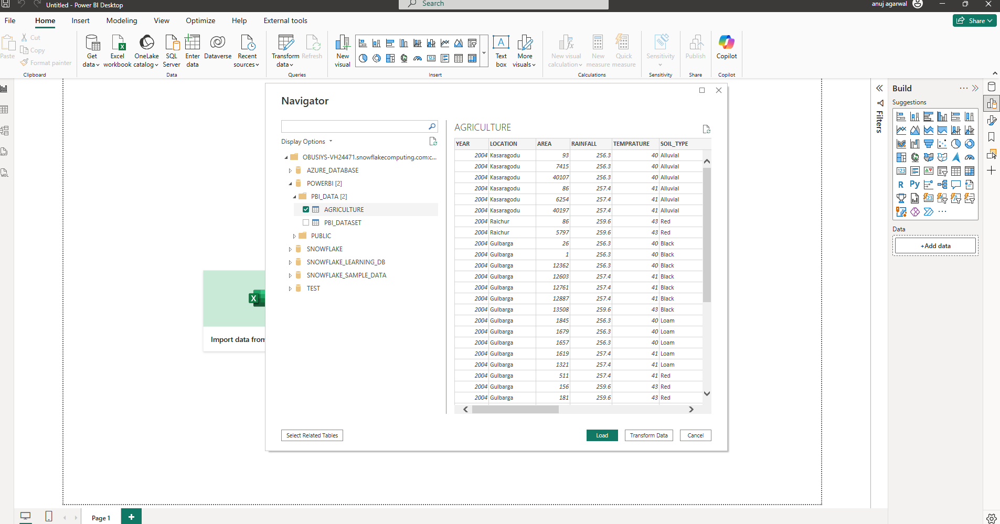 Untitled - Power BI Desktop
Search
anuj agarwal
File Home Insert Modeling View Optimize Help External tools
Share
Paste
Cut
Copy
Format painter
Clipboard
Get data
Excel workbook
OneLake catalog
SQL Server
Enter data
Dataverse
Recent sources
Data
Transform data
Refresh
Queries
New visual
Text box
More visuals
Insert
New visual calculation
New measure
Quick measure
Calculations
Sensitivity
Sensitivity
Publish
Share
Copilot
Copilot
Import data from
Navigator
Display Options
OBUSIYS-VH24471.snowflakecomputing.com:c...
AZURE_DATABASE
POWERBI [2]
PBI_DATA [2]
AGRICULTURE
PBI_DATASET
PUBLIC
SNOWFLAKE
SNOWFLAKE_LEARNING_DB
SNOWFLAKE_SAMPLE_DATA
TEST
AGRICULTURE
YEAR LOCATION AREA RAINFALL TEMPRATURE SOIL_TYPE
2004 Kasaragodu 93 256.3 40 Alluvial
2004 Kasaragodu 7415 256.3 40 Alluvial
2004 Kasaragodu 40107 256.3 40 Alluvial
2004 Kasaragodu 86 257.4 41 Alluvial
2004 Kasaragodu 6254 257.4 41 Alluvial
2004 Kasaragodu 40197 257.4 41 Alluvial
2004 Raichur 86 259.6 43 Red
2004 Raichur 5797 259.6 43 Red
2004 Gulbarga 26 256.3 40 Black
2004 Gulbarga 1 256.3 40 Black
2004 Gulbarga 12362 256.3 40 Black
2004 Gulbarga 12603 257.4 41 Black
2004 Gulbarga 12761 257.4 41 Black
2004 Gulbarga 12887 257.4 41 Black
2004 Gulbarga 13508 259.6 43 Black
2004 Gulbarga 1845 256.3 40 Loam
2004 Gulbarga 1679 256.3 40 Loam
2004 Gulbarga 1657 256.3 40 Loam
2004 Gulbarga 1619 257.4 41 Loam
2004 Gulbarga 1321 257.4 41 Loam
2004 Gulbarga 511 257.4 41 Red
2004 Gulbarga 156 259.6 43 Red
2004 Gulbarga 181 259.6 43 Red
Select Related Tables
Load
Transform Data
Cancel
Filters
Build
Suggestions
R Py
Data
+Add data
Page 1